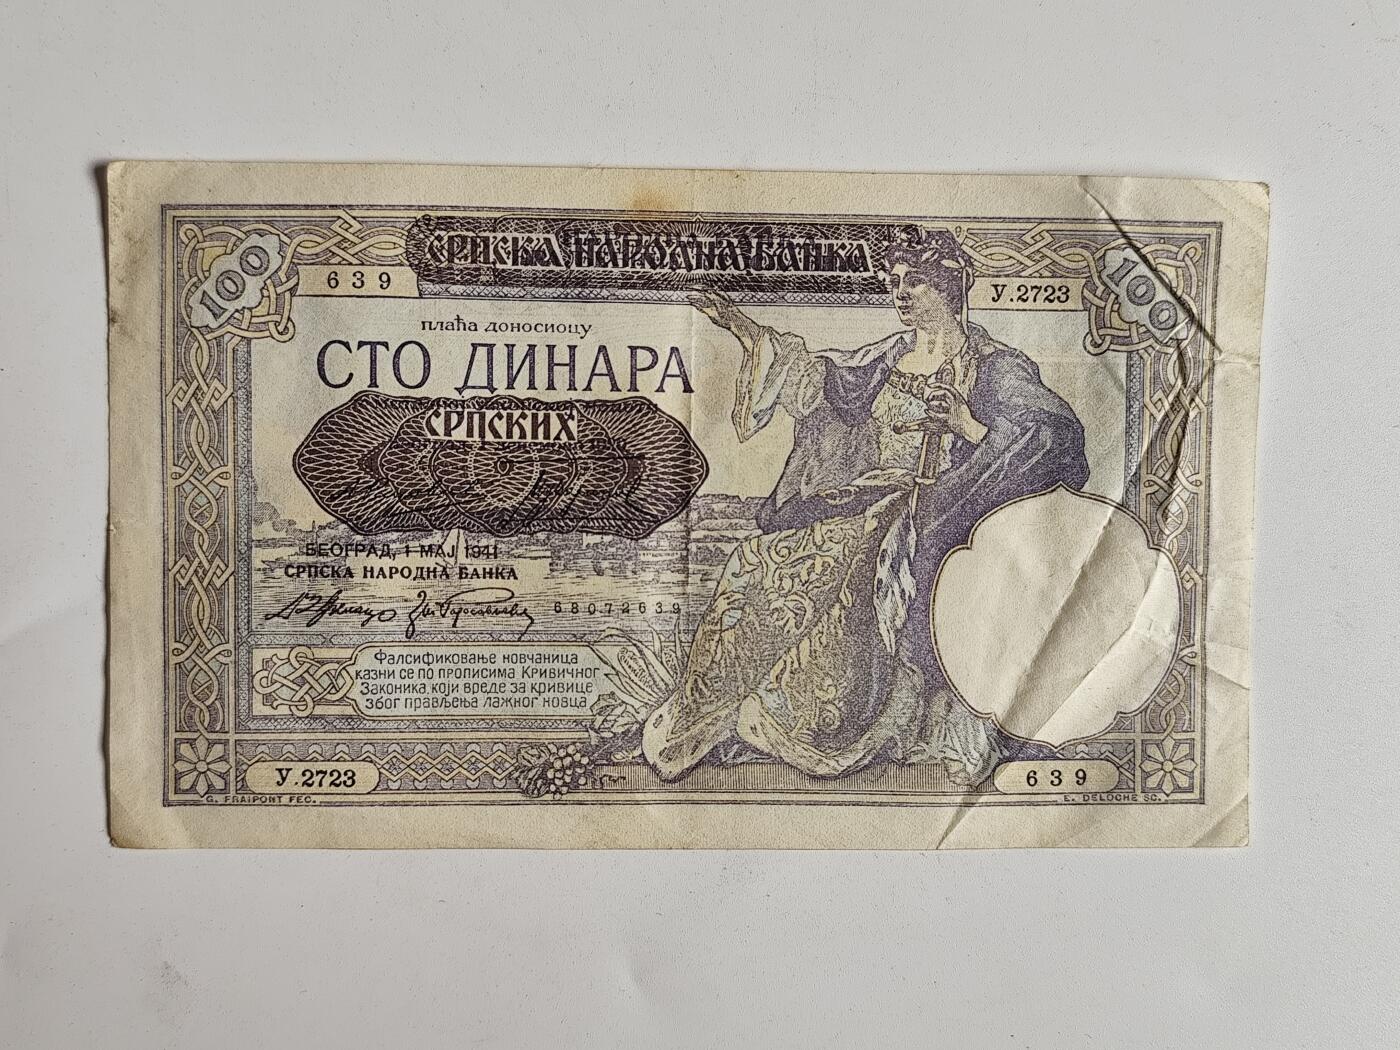 СРПСКА НАРОДНА БАНКА
100
100
639
У.2723
плаћа доносиоцу
СТО ДИНАРА
СРПСКИХ
БЕОГРАД, 1 МАЈ 1941
СРПСКА НАРОДНА БАНКА
68072639
Фалсификовање новчаница
казни се по прописима Кривичног
Законика, који вреде за кривице
због прављења лажног новца
У.2723
639
G. FRAIPONT FEC.
E. DELOCHE SC.